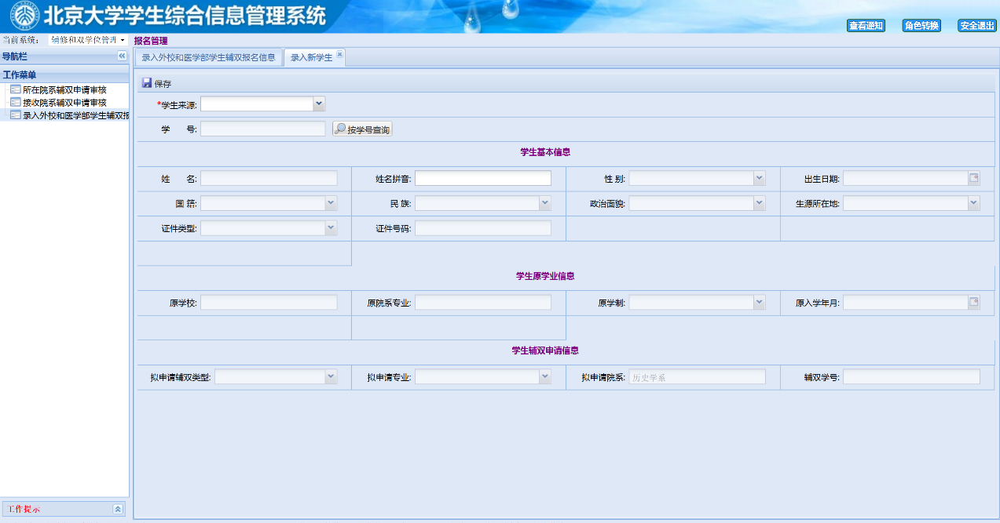 北京大学学生综合信息管理系统
查看通知 角色转换 安全退出
当前系统: 辅修和双学位管理 报名管理
导航栏
录入外校和医学部学生辅双报名信息 录入新学生
工作菜单
所在院系辅双申请审核
接收院系辅双申请审核
录入外校和医学部学生辅双报
保存
*学生来源:
学 号: 按学号查询
学生基本信息
姓 名: 姓名拼音: 性 别: 出生日期:
国 籍: 民 族: 政治面貌: 生源所在地:
证件类型: 证件号码:
学生原学业信息
原学校: 原院系专业: 原学制: 原入学年月:
学生辅双申请信息
拟申请辅双类型: 拟申请专业: 拟申请院系: 历史学系 辅双学号:
工作提示